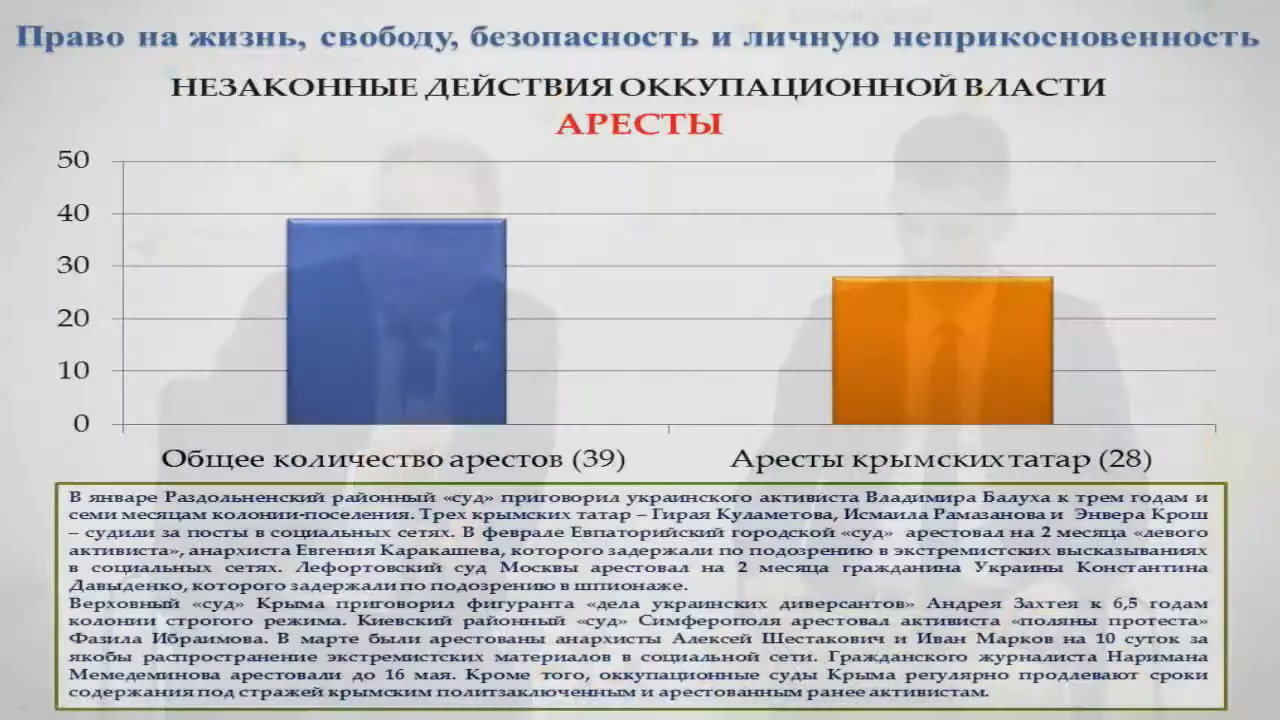 Право на жизнь, свободу, безопасность и личную неприкосновенность
НЕЗАКОННЫЕ ДЕЙСТВИЯ ОККУПАЦИОННОЙ ВЛАСТИ
АРЕСТЫ
50
40
30
20
10
0
Общее количество арестов (39)
Аресты крымских татар (28)
В январе Раздольненский районный «суд» приговорил украинского активиста Владимира Балуха к трем годам и
семи месяцам колонии-поселения. Трех крымских татар – Гирая Куламетова, Исмаила Рамазанова и Энвера Крош
– судили за посты в социальных сетях. В феврале Евпаторийский городской «суд» арестовал на 2 месяца «левого
активиста», анархиста Евгения Каракашева, которого задержали по подозрению в экстремистских высказываниях
в социальных сетях. Лефортовский суд Москвы арестовал на 2 месяца гражданина Украины Константина
Давыденко, которого задержали по подозрению в шпионаже.
Верховный «суд» Крыма приговорил фигуранта «дела украинских диверсантов» Андрея Захтея к 6,5 годам
колонии строгого режима. Киевский районный «суд» Симферополя арестовал активиста «поляны протеста»
Фазила Ибраимова. В марте были арестованы анархисты Алексей Шестакович и Иван Марков на 10 суток за
якобы распространение экстремистских материалов в социальной сети. Гражданского журналиста Наримана
Мемедеминова арестовали до 16 мая. Кроме того, оккупационные суды Крыма регулярно продлевают сроки
содержания под стражей крымским политзаключенным и арестованным ранее активистам.